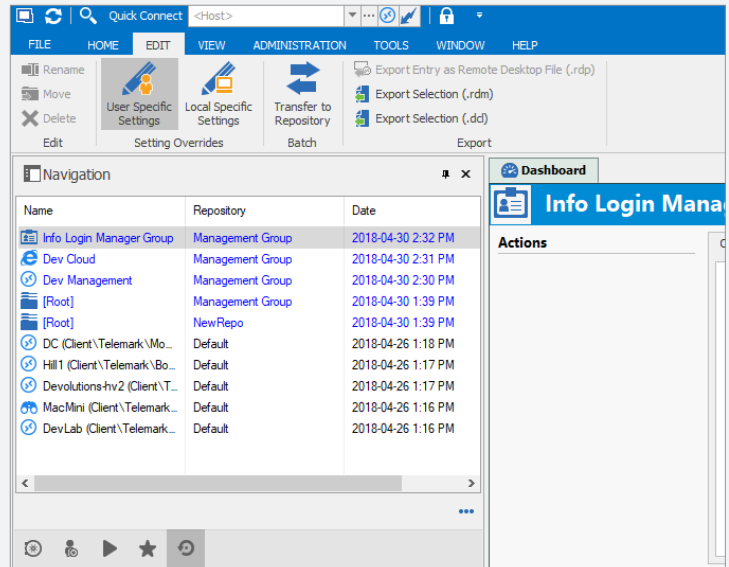 Quick Connect <Host>
FILE HOME EDIT VIEW ADMINISTRATION TOOLS WINDOW HELP
Rename
Move
Delete
Edit
User Specific Settings
Local Specific Settings
Setting Overrides
Transfer to Repository
Batch
Export Entry as Remote Desktop File (.rdp)
Export Selection (.rdm)
Export Selection (.dcl)
Export
Navigation
Name Repository Date
Info Login Manager Group Management Group 2018-04-30 2:32 PM
Dev Cloud Management Group 2018-04-30 2:31 PM
Dev Management Management Group 2018-04-30 2:30 PM
[Root] Management Group 2018-04-30 1:39 PM
[Root] NewRepo 2018-04-30 1:39 PM
DC (Client\Telemark\Mo... Default 2018-04-26 1:18 PM
Hill1 (Client\Telemark\Bo... Default 2018-04-26 1:17 PM
Devolutions-hv2 (Client\T... Default 2018-04-26 1:17 PM
MacMini (Client\Telemark... Default 2018-04-26 1:16 PM
DevLab (Client\Telemark... Default 2018-04-26 1:16 PM
Dashboard
Info Login Mana
Actions